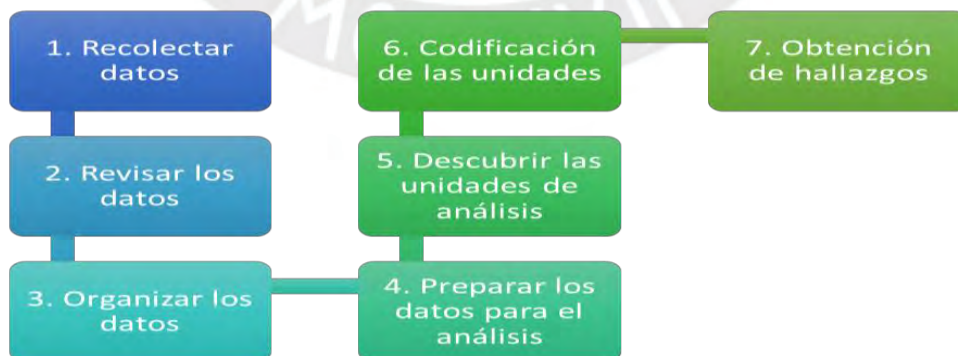 1. Recolectar
datos
2. Revisar los
datos
3. Organizar los
datos
4. Preparar los
datos para el
análisis
5. Descubrir las
unidades de
análisis
6. Codificación
de las unidades
7. Obtención
de hallazgos